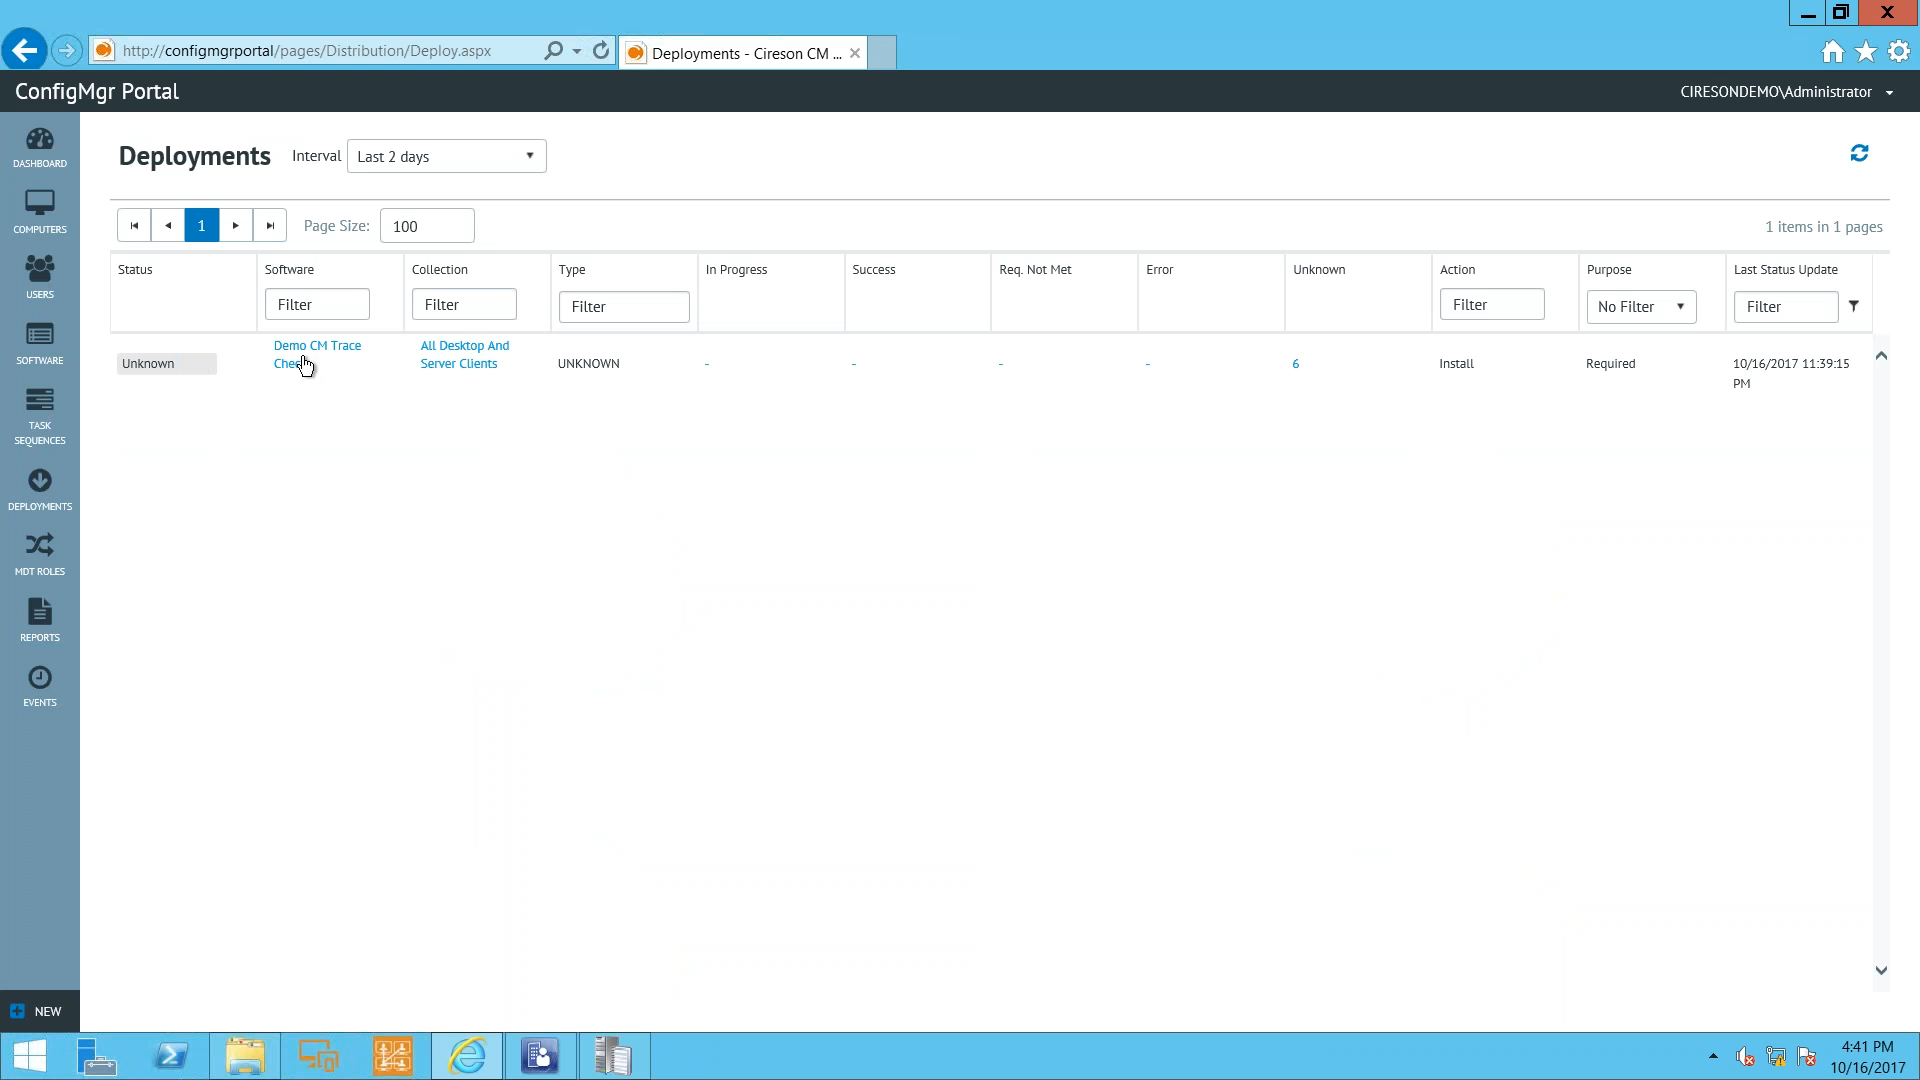 http://configmgrportal/pages/Distribution/Deploy.aspx
Deployments - Cireson CM ...
ConfigMgr Portal
CIRESONDEMO\Administrator
DASHBOARD
COMPUTERS
USERS
SOFTWARE
TASK
SEQUENCES
DEPLOYMENTS
MDT ROLES
REPORTS
EVENTS
NEW
Deployments
Interval
Last 2 days
1
Page Size:
100
1 items in 1 pages
Status
Software
Collection
Type
In Progress
Success
Req. Not Met
Error
Unknown
Action
Purpose
Last Status Update
Filter
Filter
Filter
Filter
No Filter
Filter
Unknown
Demo CM Trace
All Desktop And
Server Clients
UNKNOWN
-
-
-
-
6
Install
Required
10/16/2017 11:39:15
PM
4:41 PM
10/16/2017